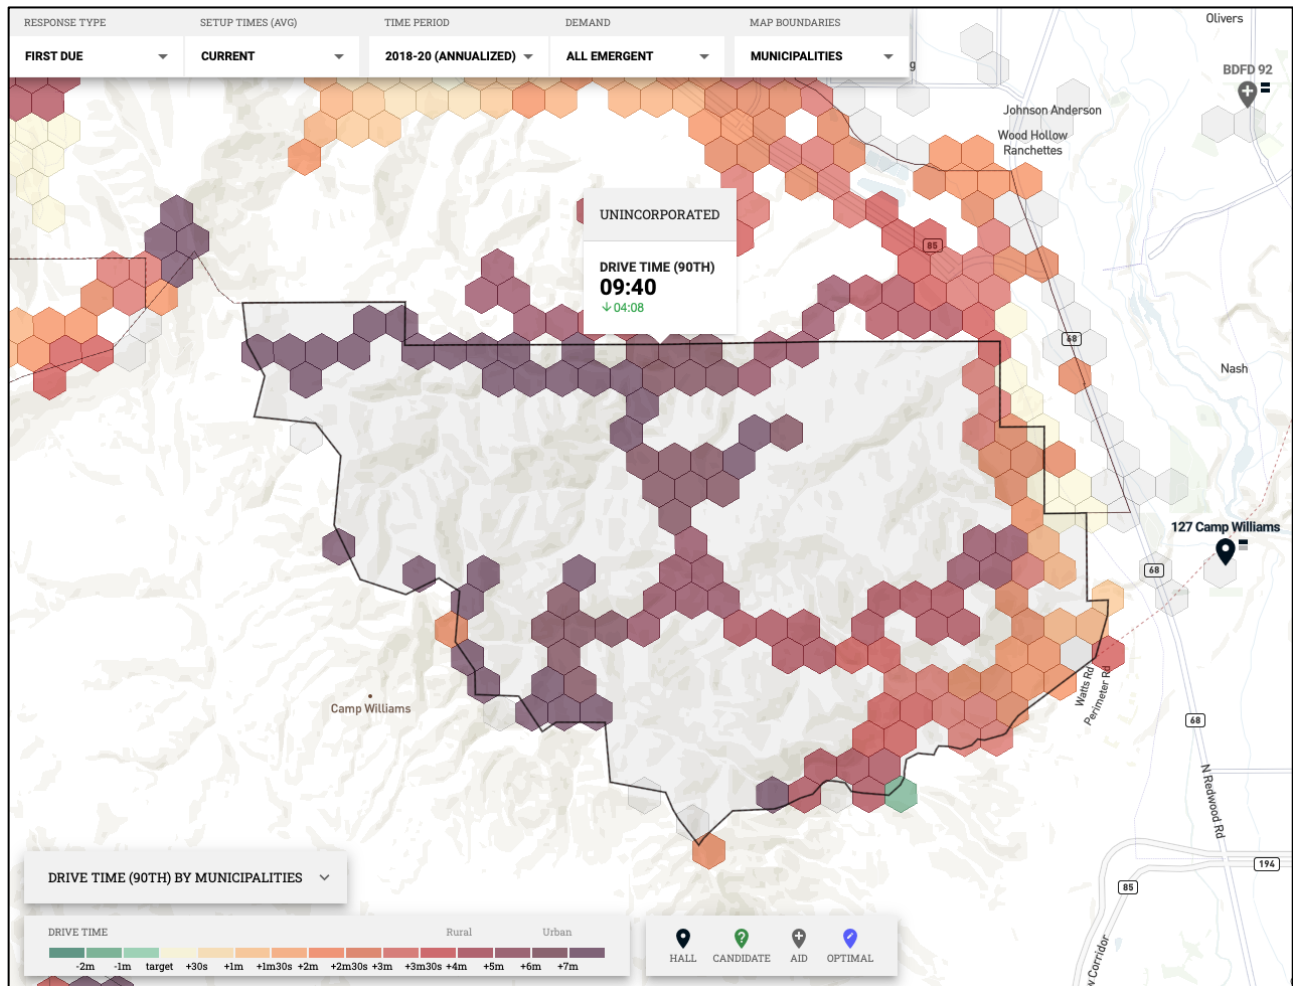 RESPONSE TYPE
SETUP TIMES (AVG)
TIME PERIOD
DEMAND
MAP BOUNDARIES
FIRST DUE
CURRENT
2018-20 (ANNUALIZED)
ALL EMERGENT
MUNICIPALITIES
Olivers
g
BDFD 92
Johnson Anderson
Wood Hollow
Ranchettes
UNINCORPORATED
DRIVE TIME (90TH)
09:40
04:08
85
68
Nash
127 Camp Williams
68
Camp Williams
Watts Rd
Perimeter Rd
68
N Redwood Rd
194
85
w Corridor
DRIVE TIME (90TH) BY MUNICIPALITIES
DRIVE TIME
Rural
Urban
-2m
-1m
target
+30s
+1m
+1m30s
+2m
+2m30s
+3m
+3m30s
+4m
+5m
+6m
+7m
HALL
CANDIDATE
AID
OPTIMAL